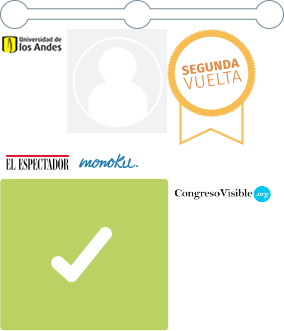 Universidad de
los Andes
SEGUNDA
VUELTA
EL ESPECTADOR
monoku.
CongresoVisible.org